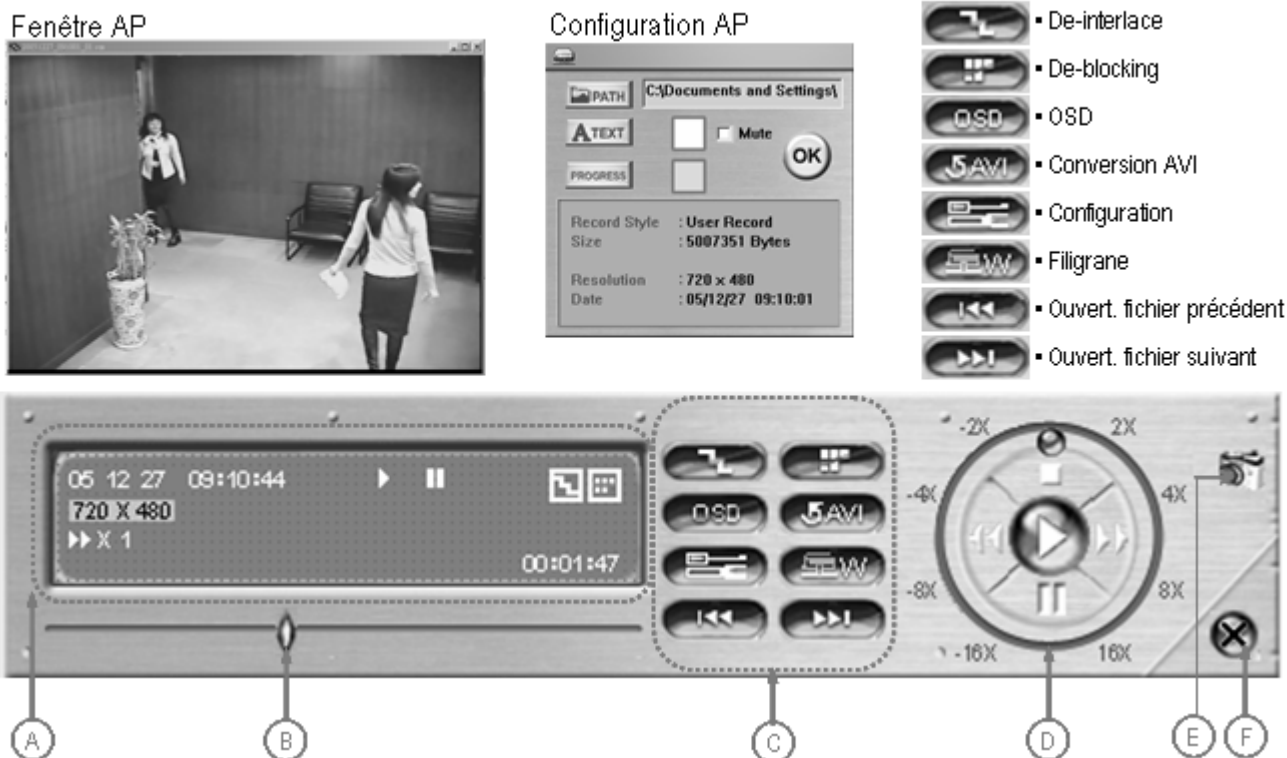 Fenêtre AP
Configuration AP
PATH
C:\Documents and Settings\
TEXT
Mute
OK
PROGRESS
Record Style : User Record
Size : 5007351 Bytes
Resolution : 720 x 480
Date : 05/12/27 09:10:01
▪ De-interlace
▪ De-blocking
OSD ▪ OSD
AVI ▪ Conversion AVI
▪ Configuration
W ▪ Filigrane
▪ Ouvert. fichier précédent
▪ Ouvert. fichier suivant
05 12 27 09:10:44
720 X 480
X 1
00:01:47
OSD AVI
W
-2X 2X
-4X 4X
-8X 8X
-16X 16X
A B C D E F